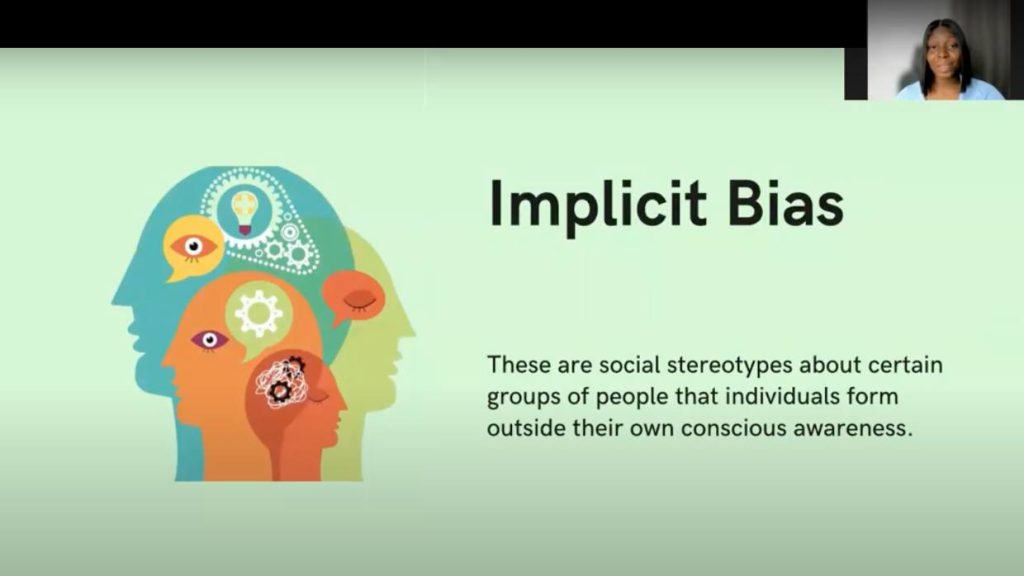 Implicit Bias
These are social stereotypes about certain
groups of people that individuals form
outside their own conscious awareness.